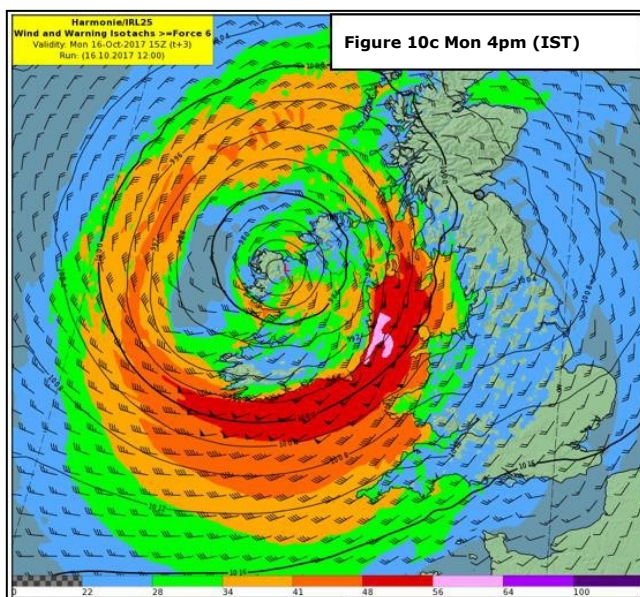 Harmonie/IRL25
Wind and Warning Isotachs >=Force 6
Validity: Mon 16-Oct-2017 15Z (t+3)
Run: (16.10.2017 12:00)
Figure 10c Mon 4pm (IST)
0 22 28 34 41 48 56 64 100